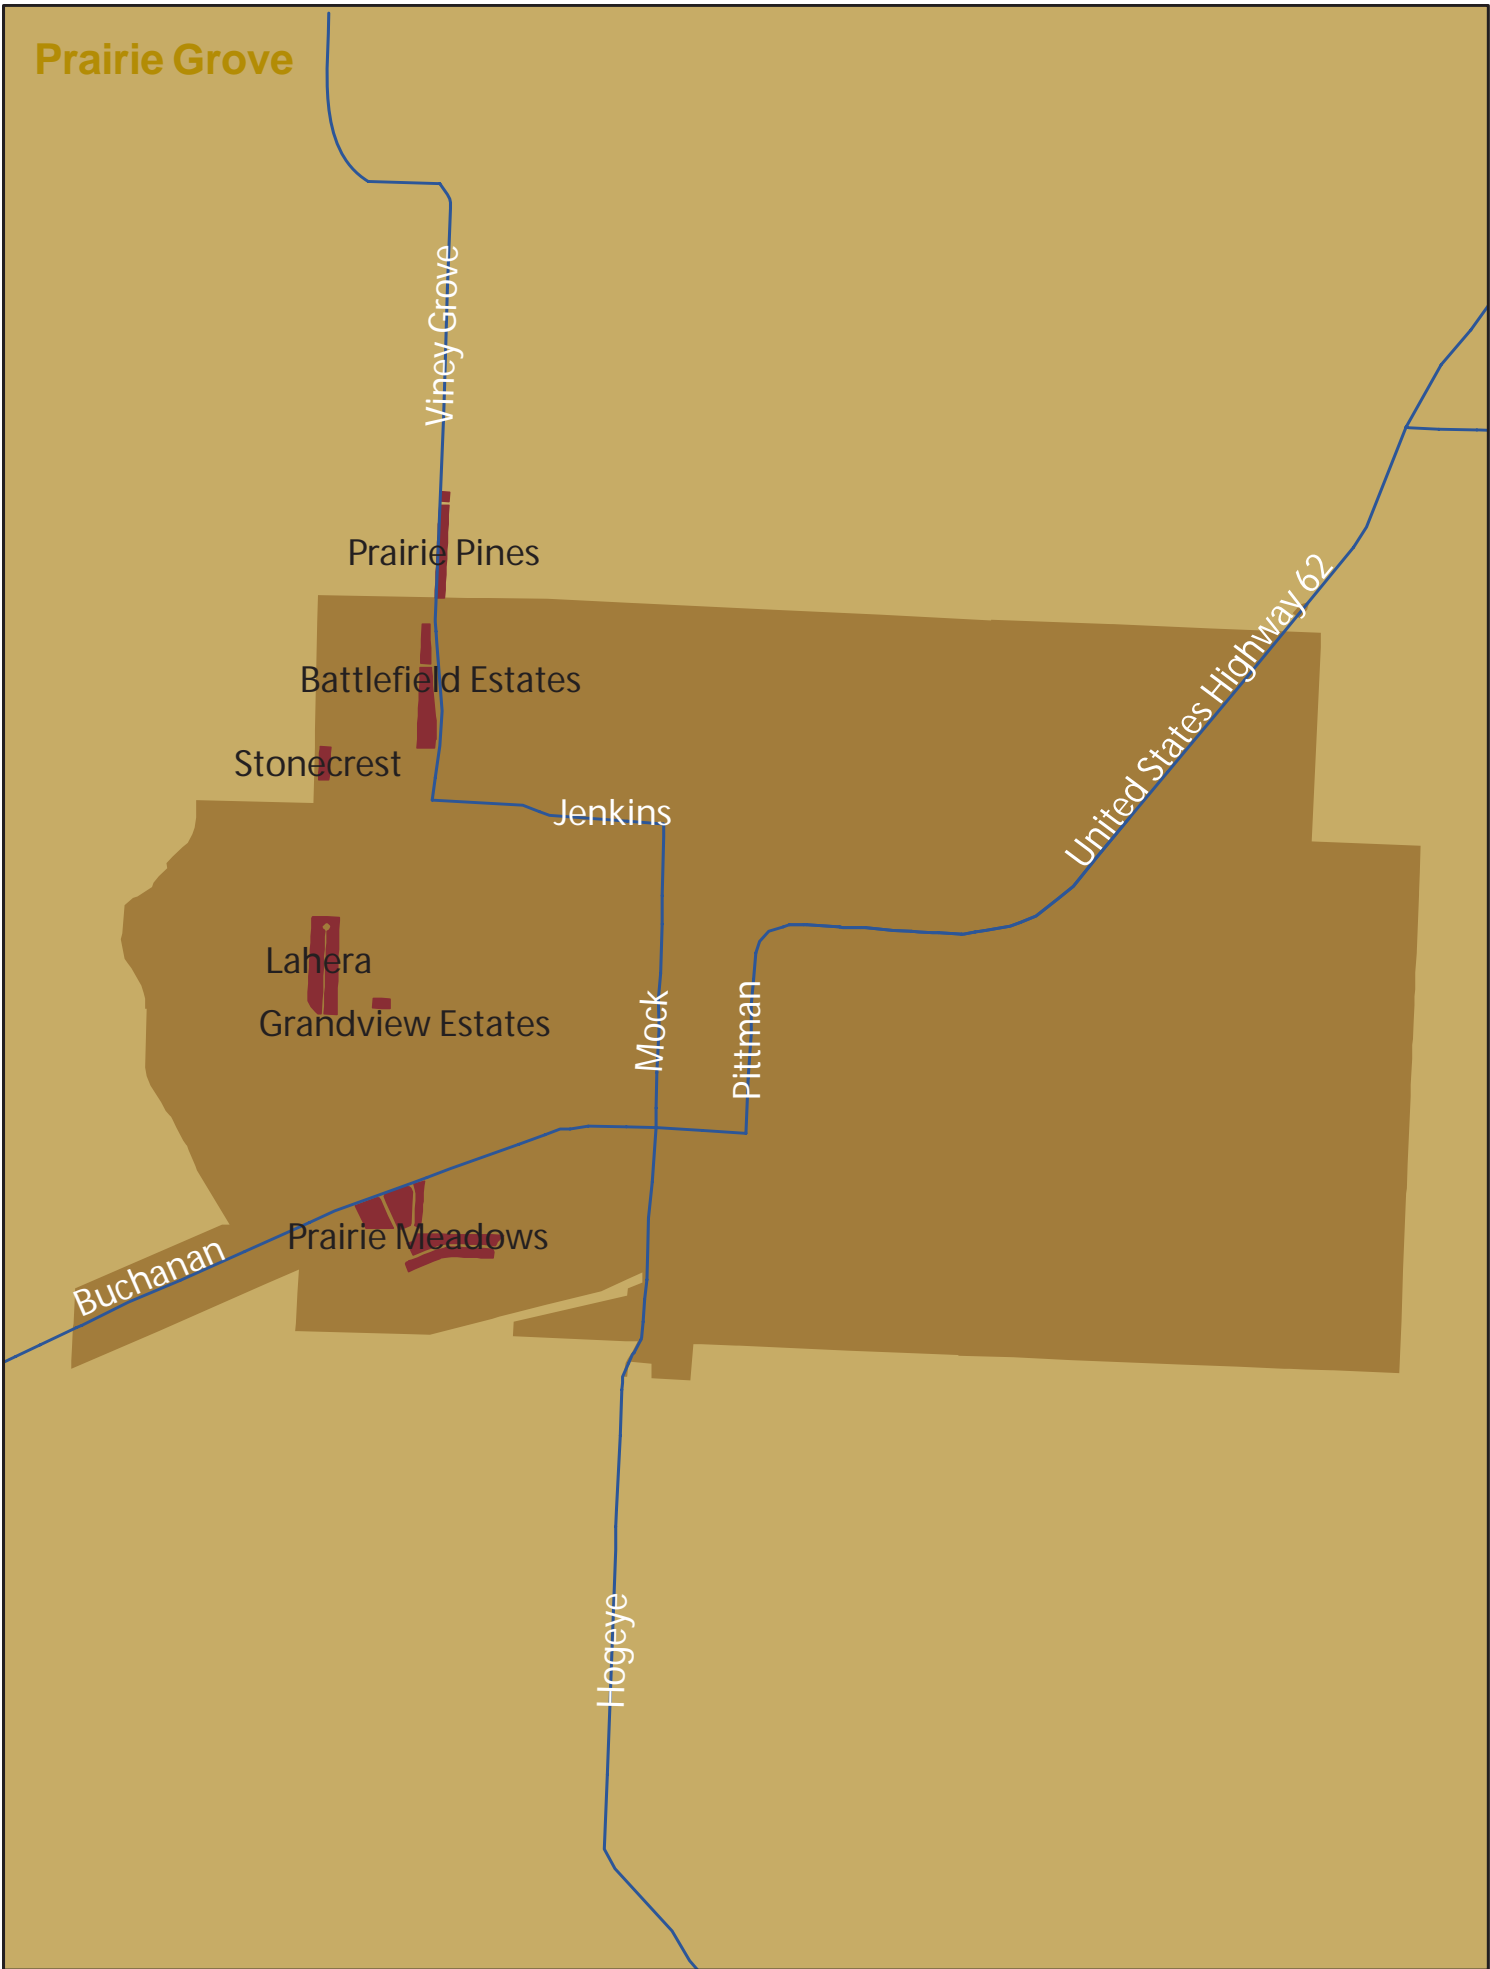 Prairie Grove
Viney Grove
Prairie Pines
United States Highway 62
Battlefield Estates
Stonecrest
Jenkins
Lahera
Grandview Estates
Mock
Pittman
Prairie Meadows
Buchanan
Hogeye